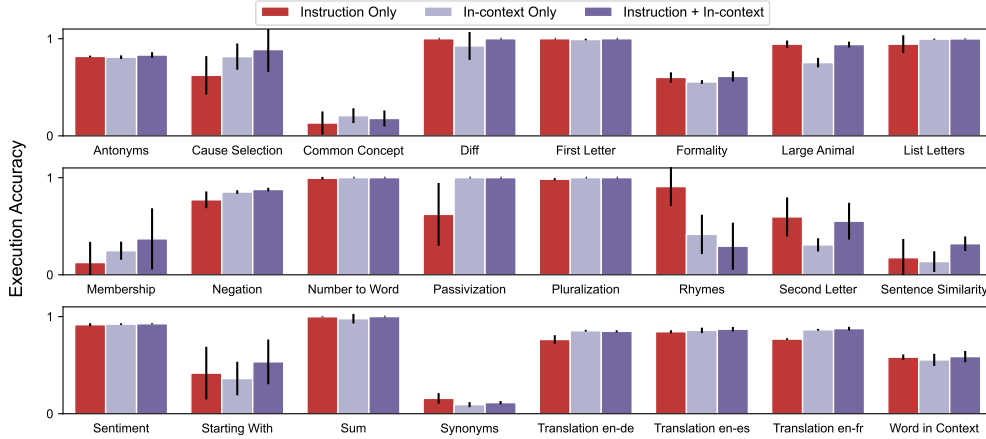 Instruction Only In-context Only Instruction + In-context
Execution Accuracy
1
0
Antonyms Cause Selection Common Concept Diff First Letter Formality Large Animal List Letters
1
0
Membership Negation Number to Word Passivization Pluralization Rhymes Second Letter Sentence Similarity
1
0
Sentiment Starting With Sum Synonyms Translation en-de Translation en-es Translation en-fr Word in Context